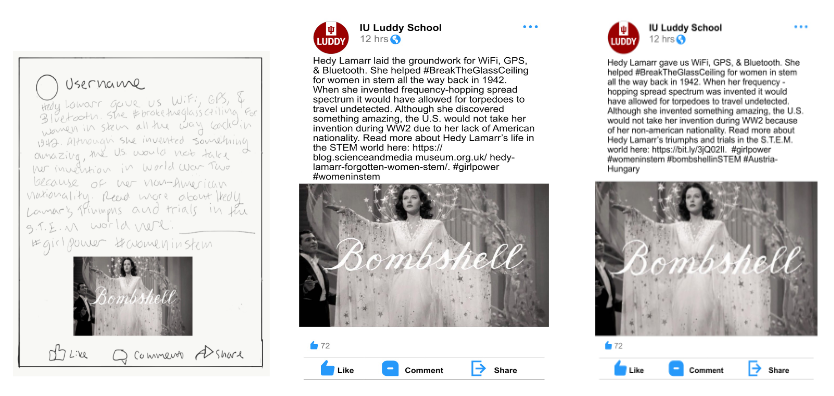 Username
Hedy Lamarr gave us WiFi, GPS, &
Bluetooth. She #brokethegla$$ceiling for
women in stem all the way back in
1942. Although she invented something
amazing, the US would not take
her invention in World War Two
because of her non-American
nationality. Read more about Hedy
Lamarr's, Triumphs and trials in the
S.T.E.M world here.
#girlpower #womeninstem
Bombshell
Like
Comments
Share
IU Luddy School
12 hrs
LUDDY
Hedy Lamarr laid the groundwork for WiFi, GPS,
& Bluetooth. She helped #BreakTheGlassCeiling
for women in stem all the way back in 1942.
When she invented frequency-hopping spread
spectrum it would have allowed for torpedoes to
travel undetected. Although she discovered
something amazing, the U.S. would not take her
invention during WW2 due to her lack of American
nationality. Read more about Hedy Lamarr's life in
the STEM world here: https://
blog.scienceandmedia museum.org.uk/ hedy-
lamarr-forgotten-women-stem/. #girlpower
#womeninstem
Bombshell
72
Like
Comment
Share
IU Luddy School
12 hrs
LUDDY
Hedy Lamarr gave us WiFi, GPS, & Bluetooth. She
helped #BreakTheGlassCeiling for women in stem all
the way back in 1942. When her frequency -
hopping spread spectrum was invented it would
have allowed for torpedoes to travel undetected.
Although she invented something amazing, the U.S.
would not take her invention during WW2 because
of her non-american nationality. Read more about
Hedy Lamarr's triumphs and trials in the S.T.E.M.
world here: https://bit.ly/3jQ02ll. #girlpower
#womeninstem #bombshellinSTEM #Austria-
Hungary
Bombshell
72
Like
Comment
Share